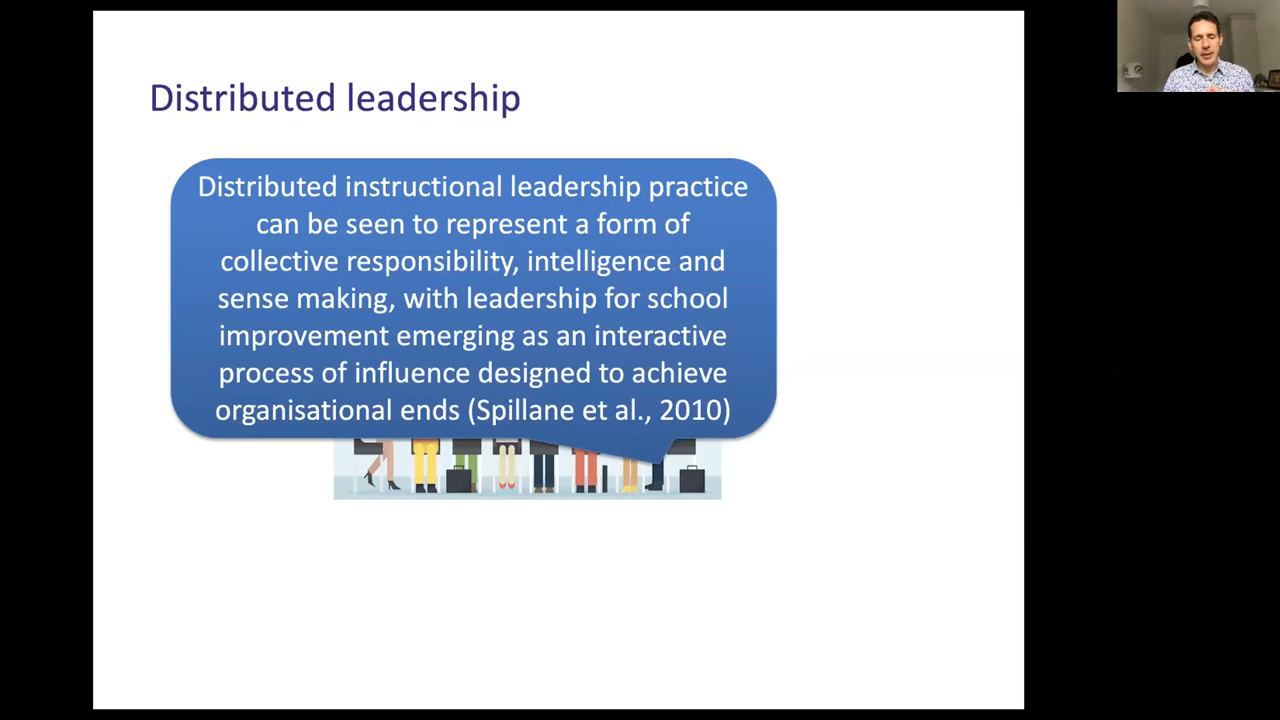 Distributed leadership
Distributed instructional leadership practice
can be seen to represent a form of
collective responsibility, intelligence and
sense making, with leadership for school
improvement emerging as an interactive
process of influence designed to achieve
organisational ends (Spillane et al., 2010)